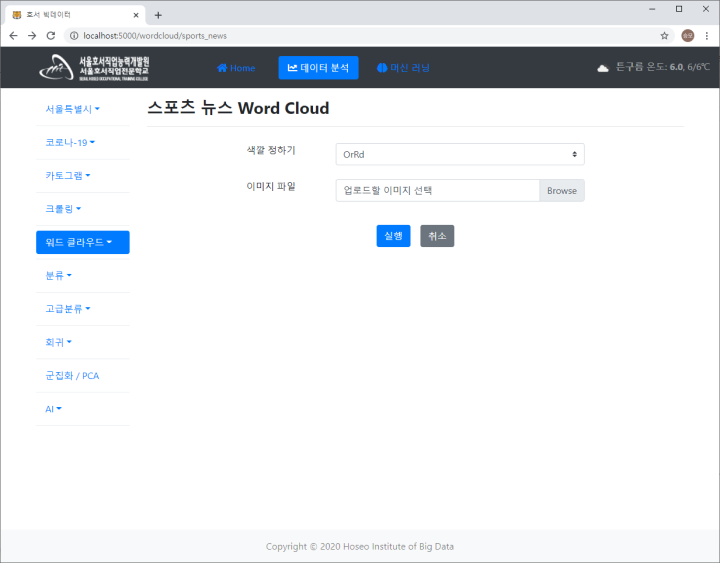 호서 빅데이터
localhost:5000/wordcloud/sports_news
서울호서직업능력개발원
서울호서직업전문학교
SEOUL HOSEO OCCUPATIONAL TRAINING COLLEGE
Home
데이터 분석
머신 러닝
튼구름 온도: 6.0, 6/6℃
서울특별시
코로나-19
카토그램
크롤링
워드 클라우드
분류
고급분류
회귀
군집화 / PCA
AI
스포츠 뉴스 Word Cloud
색깔 정하기
OrRd
이미지 파일
업로드할 이미지 선택
Browse
실행
취소
Copyright © 2020 Hoseo Institute of Big Data